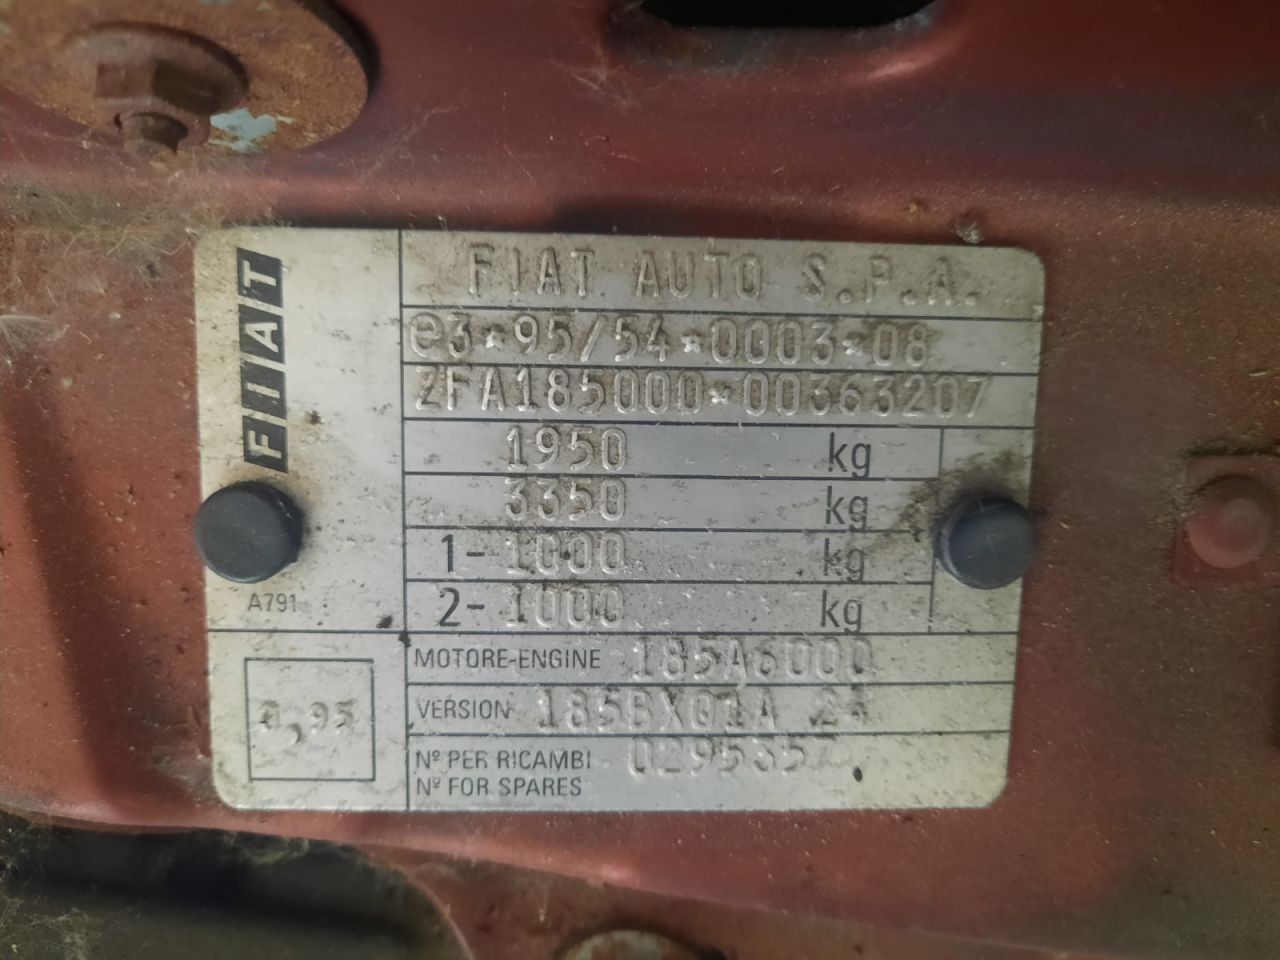 FIAT
FIAT AUTO S.P.A.
e3*95/54*0003*08
ZFA185000*00363207
1950 kg
3350 kg
1- 1000 kg
2- 1000 kg
A791
MOTORE-ENGINE 185A6000
VERSION 185BX01A
Nº PER RICAMBI 0295357
Nº FOR SPARES